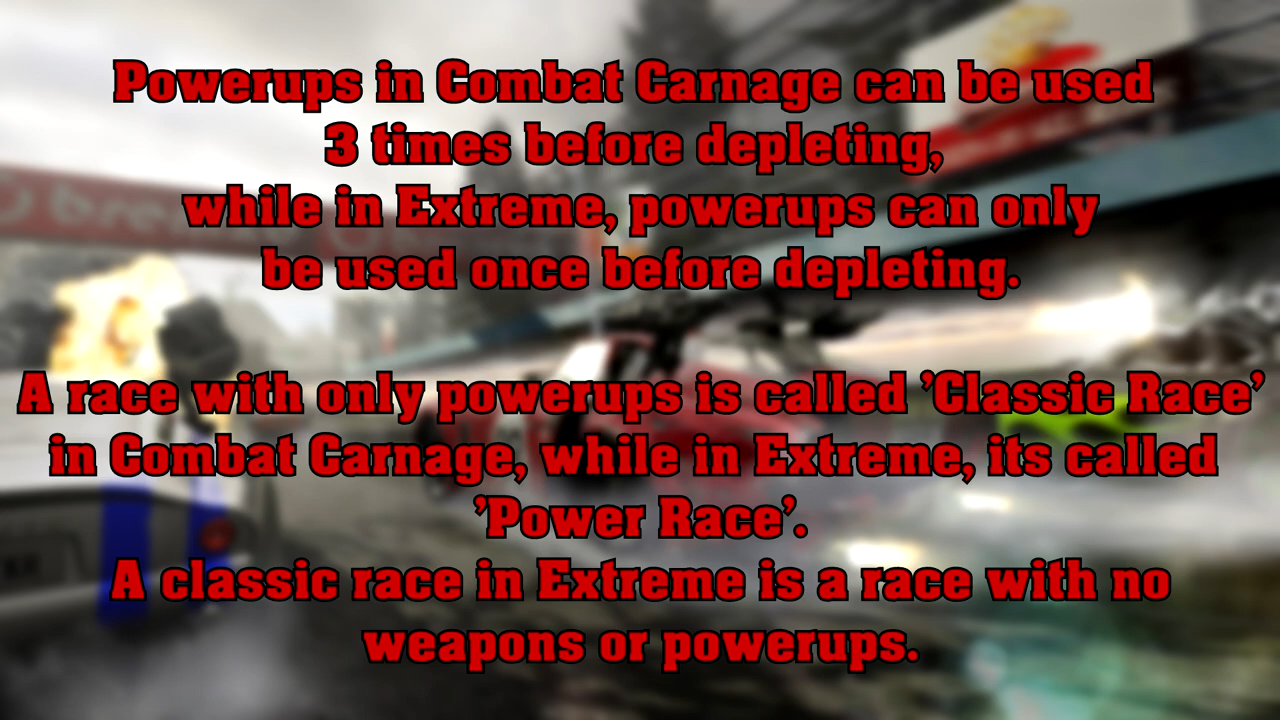 Powerups in Combat Carnage can be used
3 times before depleting,
while in Extreme, powerups can only
be used once before depleting.
A race with only powerups is called 'Classic Race'
in Combat Carnage, while in Extreme, its called
'Power Race'.
A classic race in Extreme is a race with no
weapons or powerups.